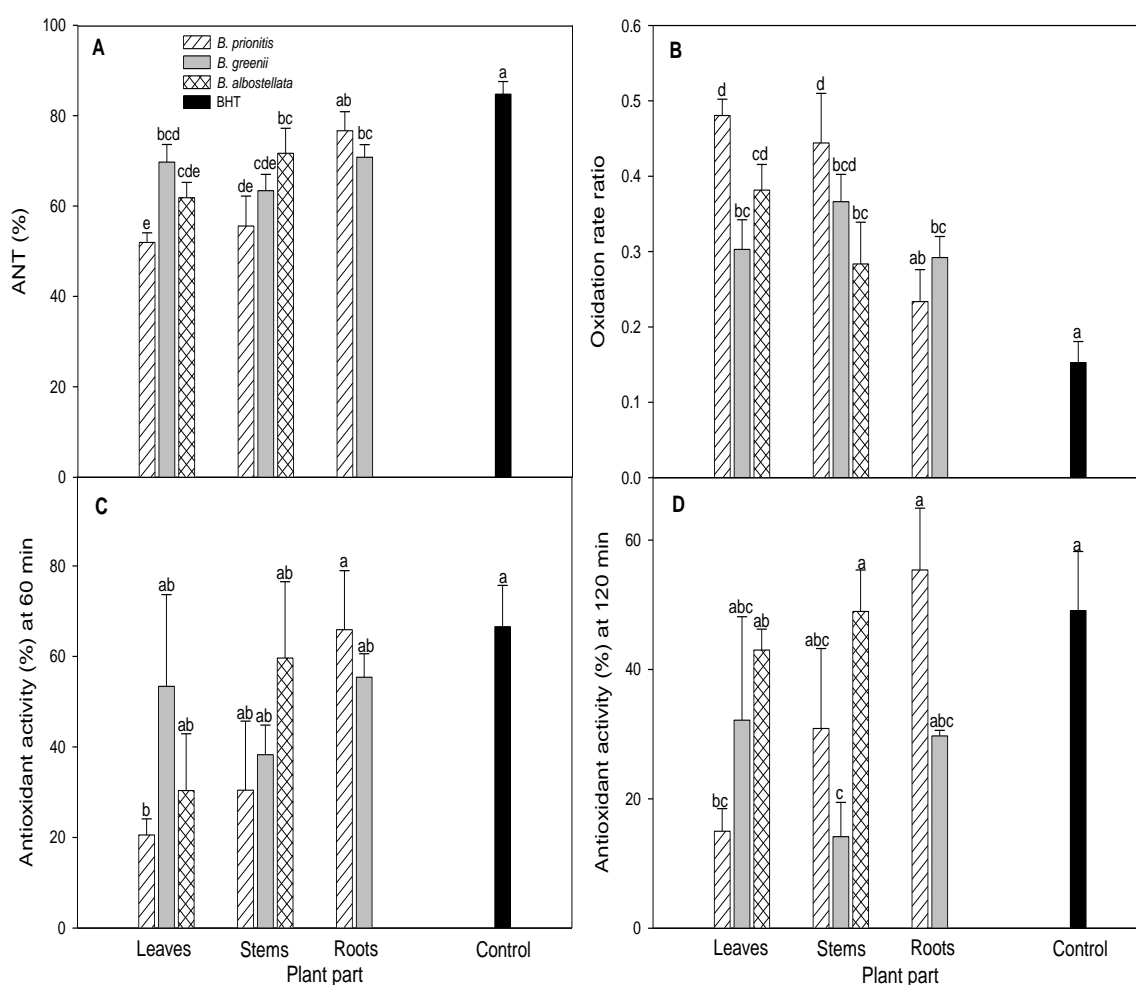 A
B. prionitis
B. greenii
B. albostellata
BHT
ANT (%)
100
80
60
40
20
0
e
bcd
cde
de
cde
bc
ab
bc
a
B
Oxidation rate ratio
0.6
0.5
0.4
0.3
0.2
0.1
0.0
d
bc
cd
d
bcd
bc
ab
bc
a
C
Antioxidant activity (%) at 60 min
80
60
40
20
0
b
ab
ab
ab
ab
ab
a
ab
a
Leaves
Stems
Roots
Control
Plant part
D
Antioxidant activity (%) at 120 min
60
40
20
0
bc
abc
ab
abc
c
a
a
abc
a
Leaves
Stems
Roots
Control
Plant part